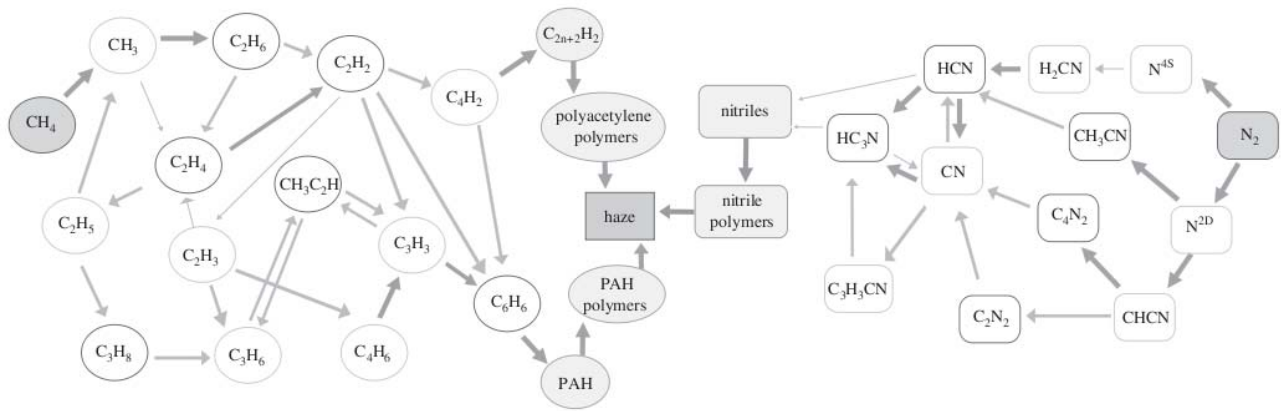 CH₄
CH₃
C₂H₆
C₂H₂
C₄H₂
C₂ₙ₊₂H₂
polyacetylene
polymers
C₂H₄
CH₃C₂H
C₂H₅
C₂H₃
C₃H₃
C₃H₈
C₃H₆
C₄H₆
C₆H₆
PAH
PAH
polymers
haze
nitriles
nitrile
polymers
HCN
H₂CN
N⁴ˢ
HC₃N
CN
CH₃CN
N₂
C₄N₂
N²ᴰ
C₃H₃CN
C₂N₂
CHCN